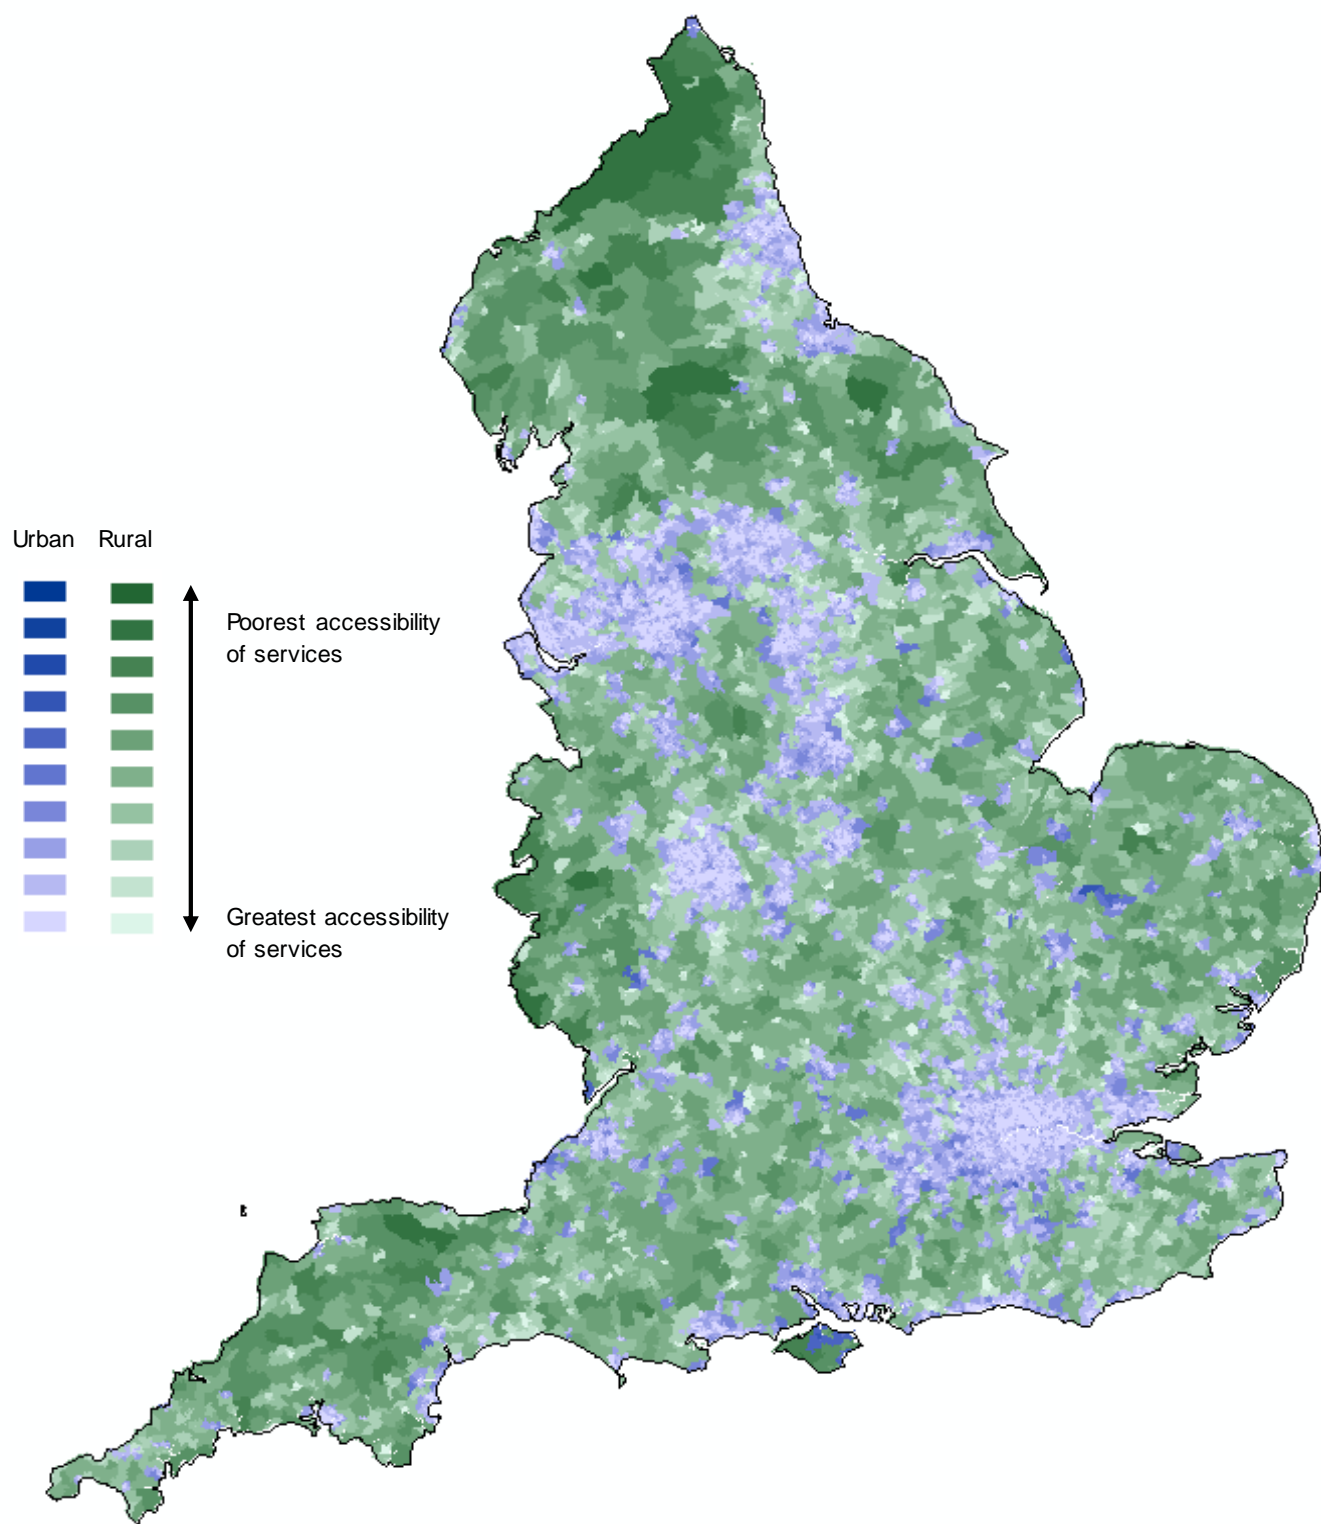 Urban Rural
Poorest accessibility
of services
Greatest accessibility
of services